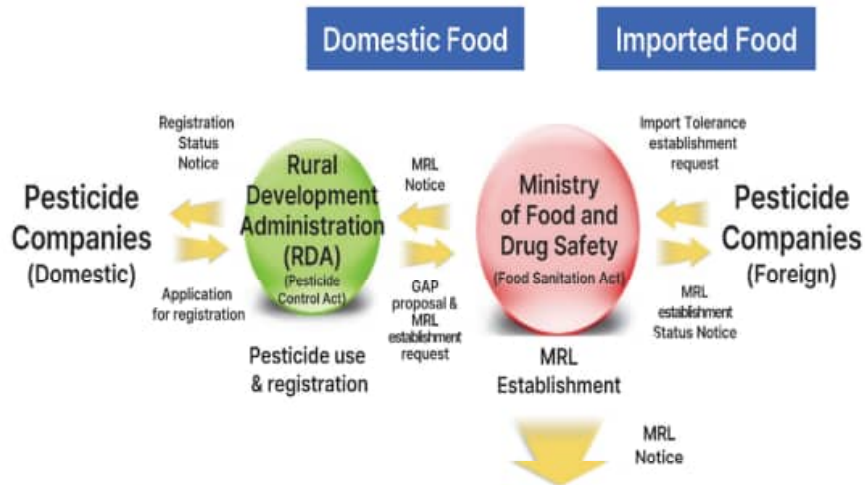 Domestic Food
Imported Food
Registration
Status
Notice
Pesticide
Companies
(Domestic)
Application
for registration
Rural
Development
Administration
(RDA)
(Pesticide
Control Act)
Pesticide use
& registration
MRL
Notice
GAP
proposal &
MRL
establishment
request
Ministry
of Food and
Drug Safety
(Food Sanitation Act)
MRL
Establishment
Import Tolerance
establishment
request
Pesticide
Companies
(Foreign)
MRL
establishment
Status Notice
MRL
Notice